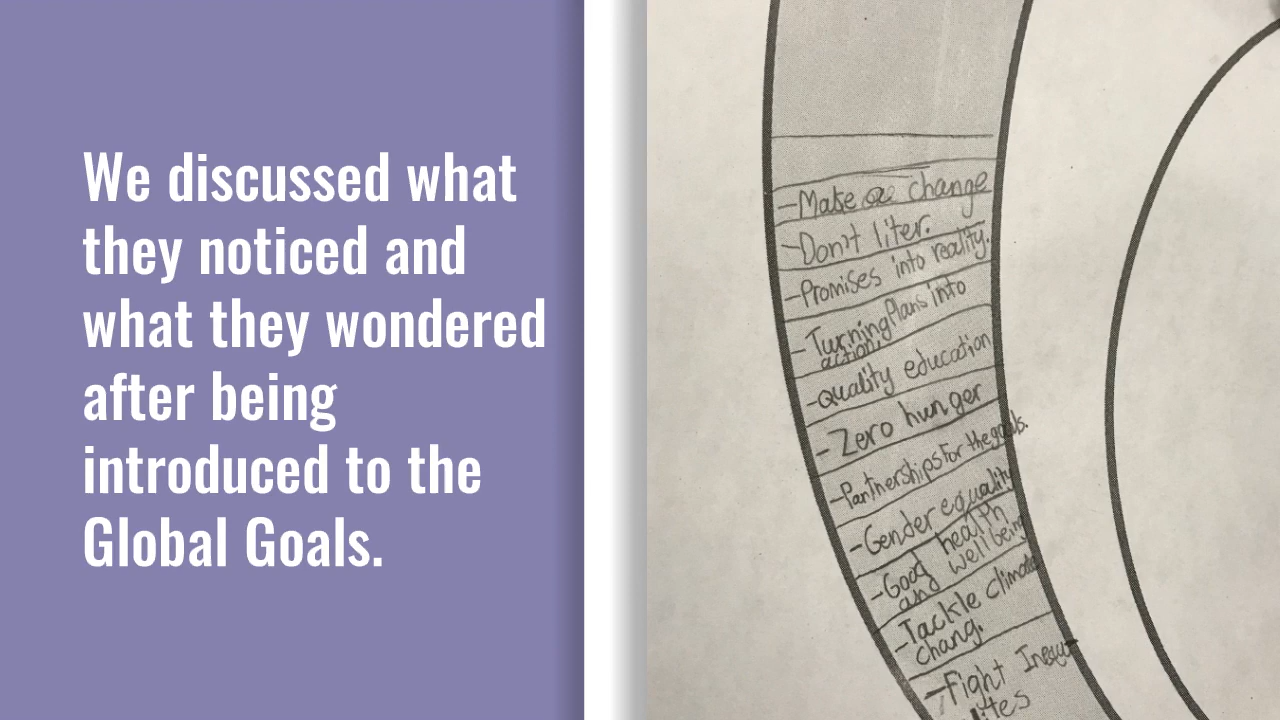 We discussed what
they noticed and
what they wondered
after being
introduced to the
Global Goals.
-Make a change
-Don't liter.
-Promises into reality.
-Turning Plans into
action.
-quality education
-Zero hunger
-Partnerships For the goals.
-Gender equality
-Good health
and wellbeing
-Tackle climate
chang.
-Fight